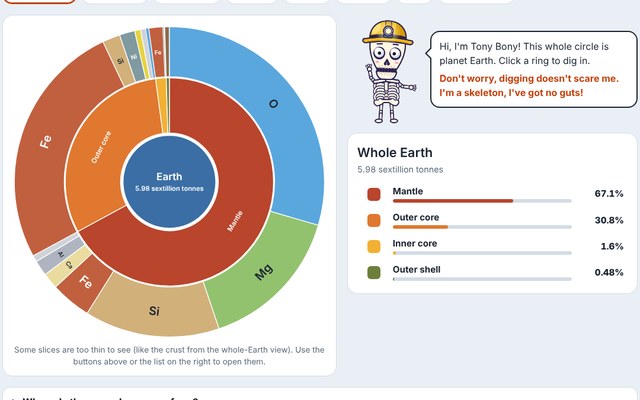 Fe
Si
Ni
Fe
O
Outer core
Earth
5.98 sextillion tonnes
Mantle
Al
Ca
Fe
Si
Mg
Some slices are too thin to see (like the crust from the whole-Earth view). Use the
buttons above or the list on the right to open them.
Hi, I'm Tony Bony! This whole circle is
planet Earth. Click a ring to dig in.
Don't worry, digging doesn't scare me.
I'm a skeleton, I've got no guts!
Whole Earth
5.98 sextillion tonnes
Mantle 67.1%
Outer core 30.8%
Inner core 1.6%
Outer shell 0.48%